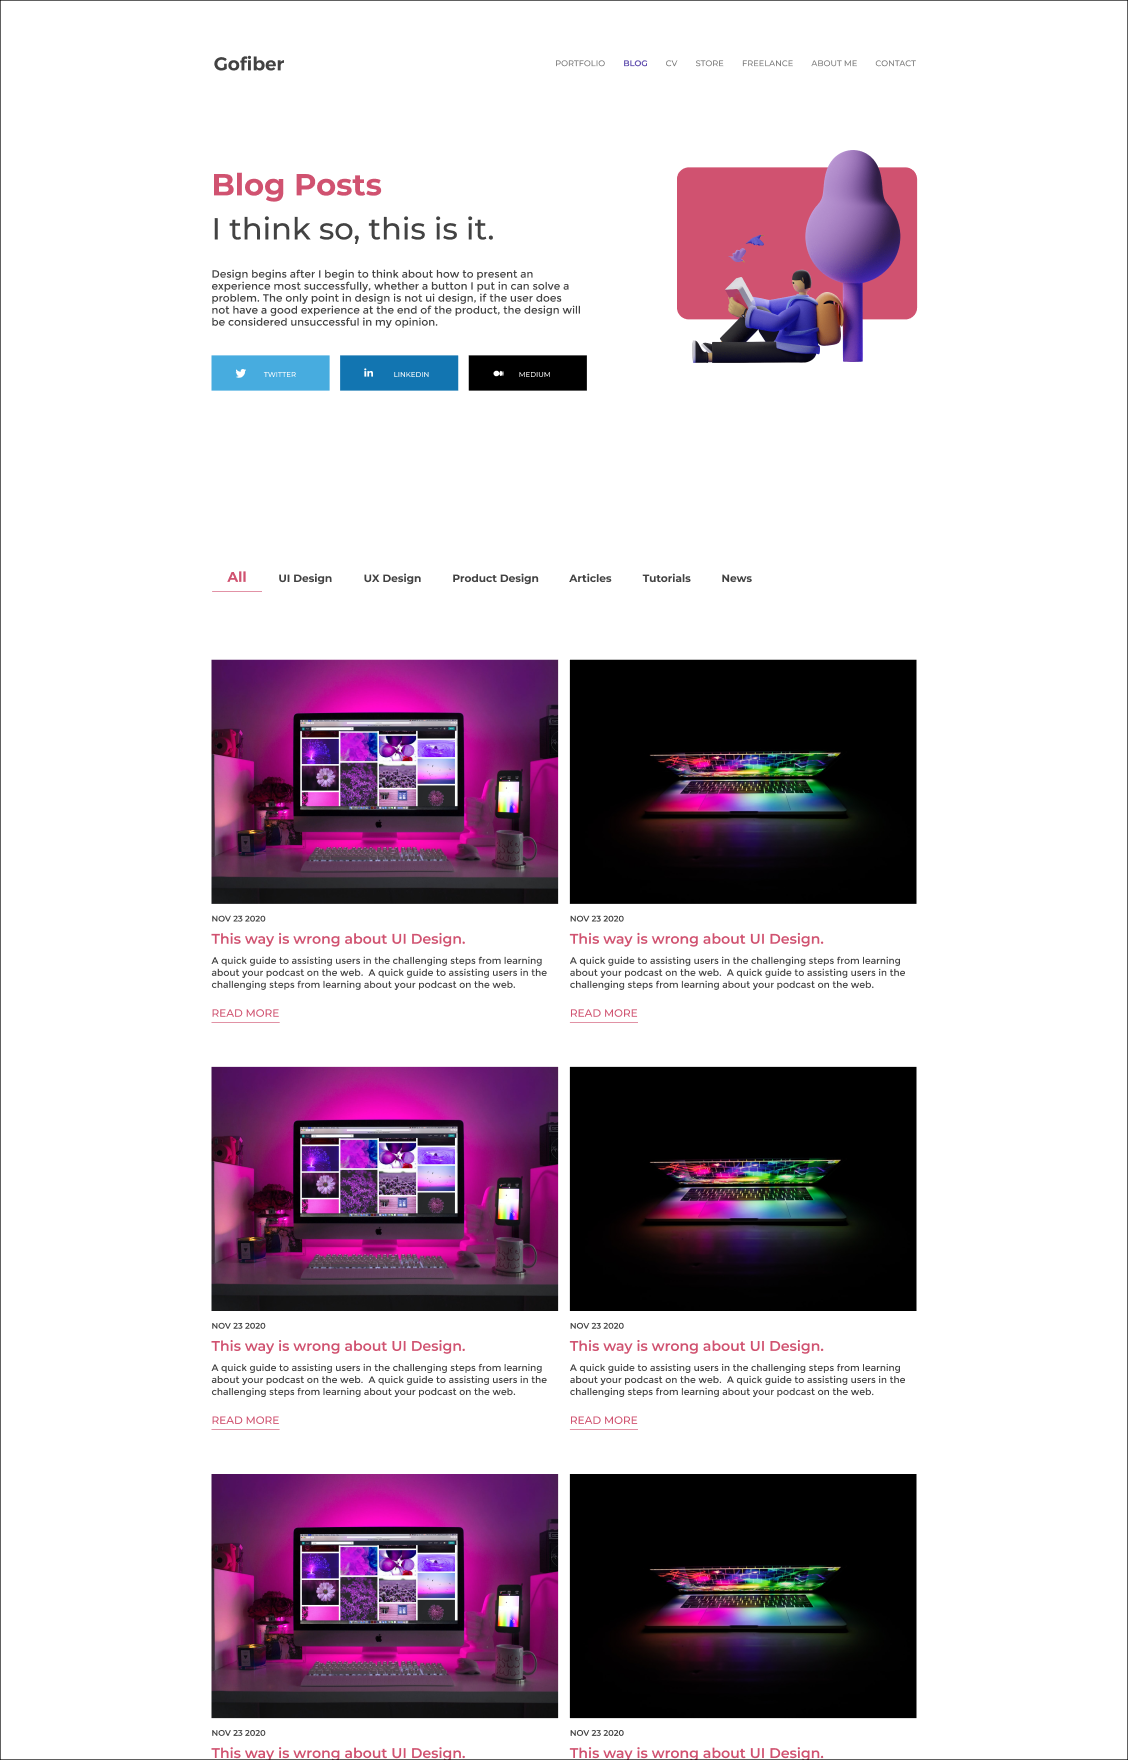 Gofiber
PORTFOLIO BLOG CV STORE FREELANCE ABOUT ME CONTACT
Blog Posts
I think so, this is it.
Design begins after I begin to think about how to present an
experience most successfully, whether a button I put in can solve a
problem. The only point in design is not ui design, if the user does
not have a good experience at the end of the product, the design will
be considered unsuccessful in my opinion.
TWITTER
LINKEDIN
MEDIUM
All UI Design UX Design Product Design Articles Tutorials News
NOV 23 2020
This way is wrong about UI Design.
A quick guide to assisting users in the challenging steps from learning
about your podcast on the web.  A quick guide to assisting users in the
challenging steps from learning about your podcast on the web.
READ MORE
NOV 23 2020
This way is wrong about UI Design.
A quick guide to assisting users in the challenging steps from learning
about your podcast on the web.  A quick guide to assisting users in the
challenging steps from learning about your podcast on the web.
READ MORE
NOV 23 2020
This way is wrong about UI Design.
A quick guide to assisting users in the challenging steps from learning
about your podcast on the web.  A quick guide to assisting users in the
challenging steps from learning about your podcast on the web.
READ MORE
NOV 23 2020
This way is wrong about UI Design.
A quick guide to assisting users in the challenging steps from learning
about your podcast on the web.  A quick guide to assisting users in the
challenging steps from learning about your podcast on the web.
READ MORE
NOV 23 2020
This way is wrong about UI Design.
NOV 23 2020
This way is wrong about UI Design.